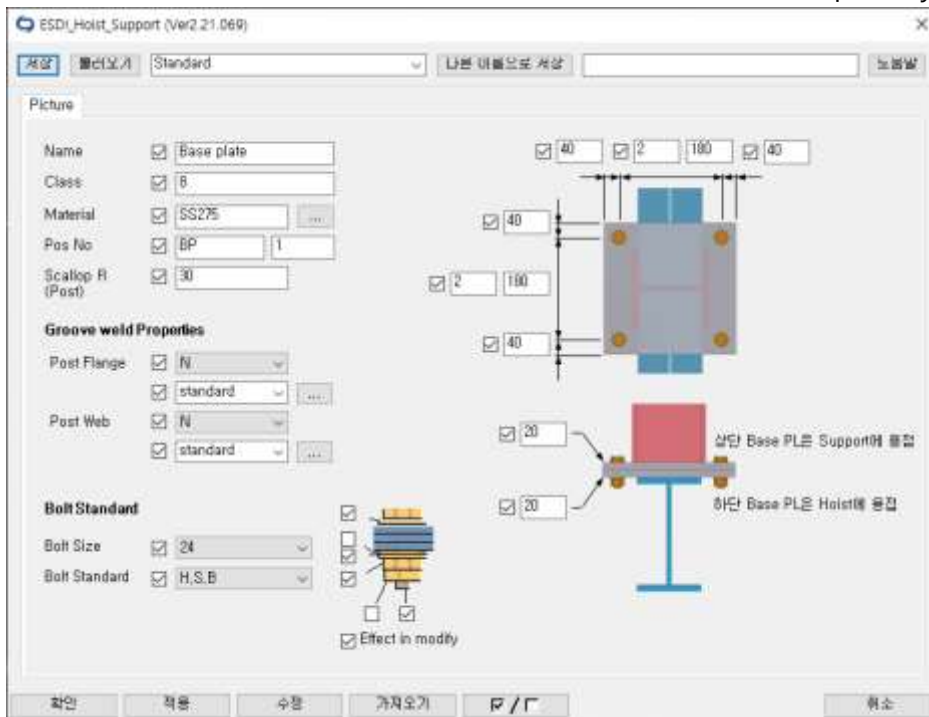 ESDI_Hoist_Support (Ver2.21.069)
저장 불러오기 Standard 다른 이름으로 저장 도움말
Picture
Name Base plate
Class 8
Material SS275 ...
Pos No BP 1
Scallop R 30
(Post)
Groove weld Properties
Post Flange N
standard ...
Post Web N
standard ...
Bolt Standard
Bolt Size 24
Bolt Standard H.S.B
Effect in modify
40 2 180 40
40
2 180
40
20 상단 Base PL은 Support에 용접
20 하단 Base PL은 Hoist에 용접
확인 적용 수정 가져오기 / 취소